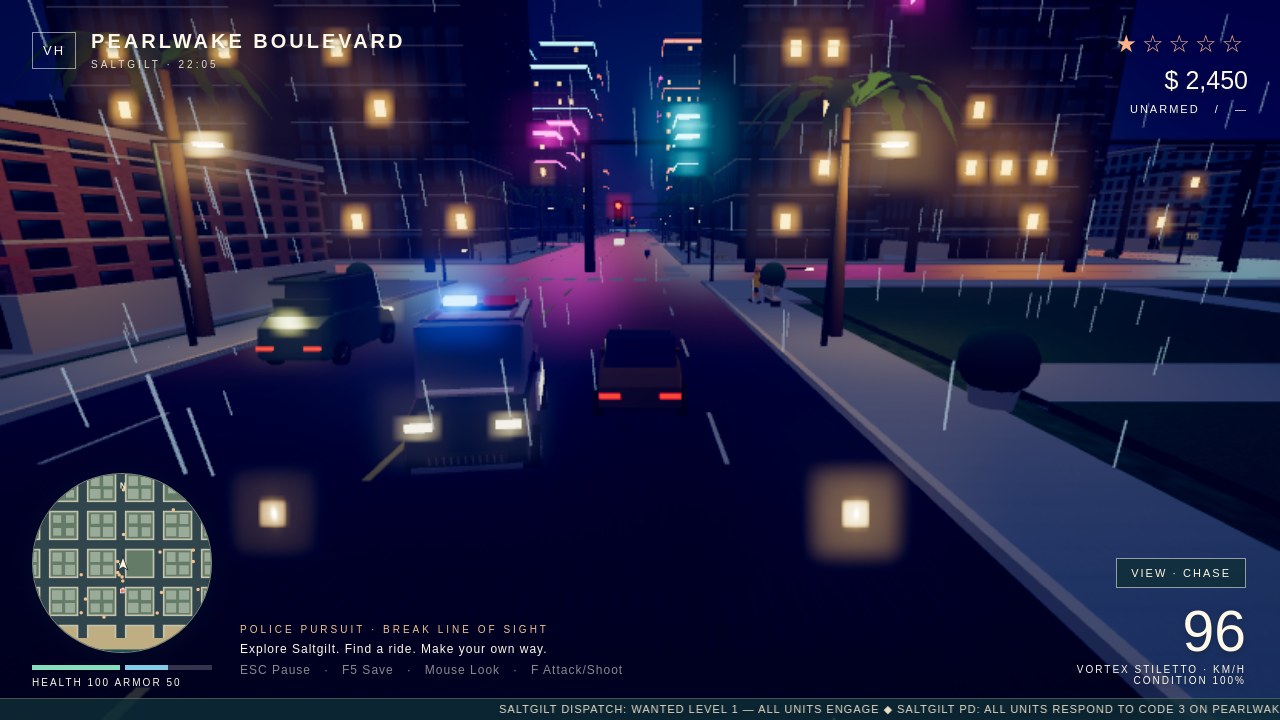 VH
PEARLWAKE BOULEVARD
SALTGILT · 22:05
$ 2,450
UNARMED / —
N
VIEW · CHASE
96
VORTEX STILETTO · KM/H
CONDITION 100%
POLICE PURSUIT · BREAK LINE OF SIGHT
Explore Saltgilt. Find a ride. Make your own way.
ESC Pause · F5 Save · Mouse Look · F Attack/Shoot
HEALTH 100 ARMOR 50
SALTGILT DISPATCH: WANTED LEVEL 1 — ALL UNITS ENGAGE ◆ SALTGILT PD: ALL UNITS RESPOND TO CODE 3 ON PEARLWAK